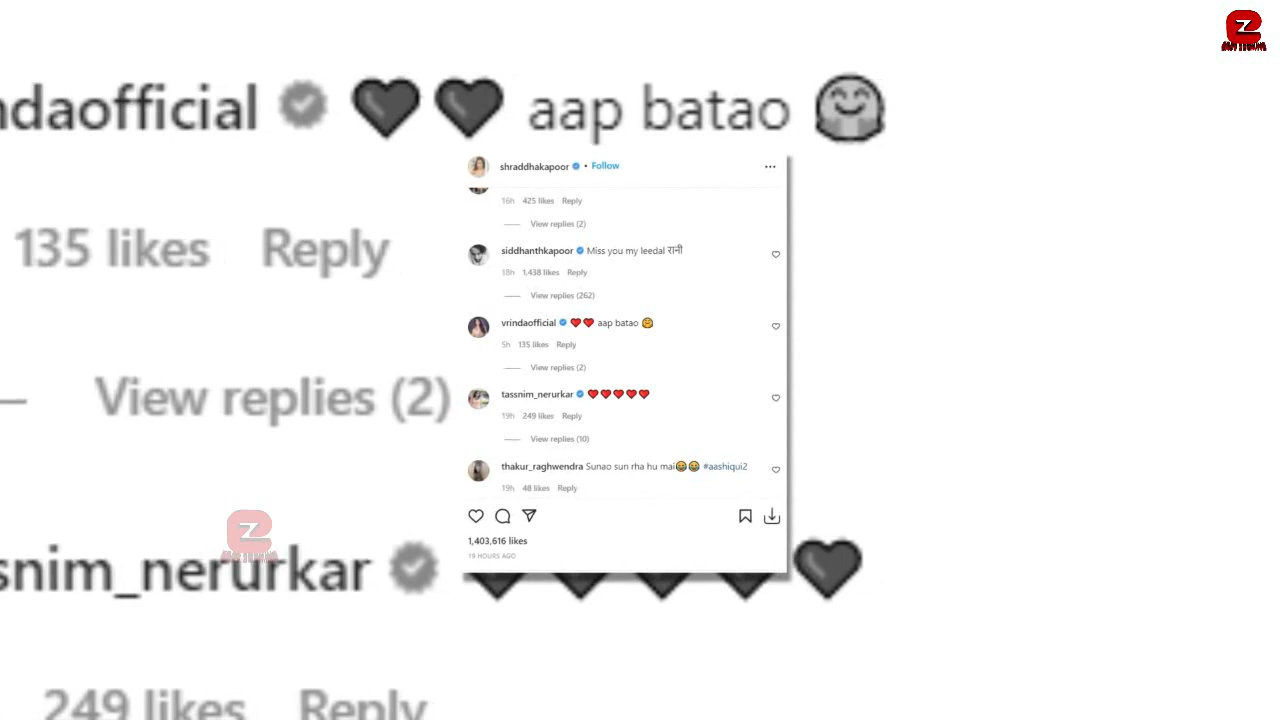 ndaofficial 🖤🖤 aap batao 🤗
135 likes Reply
View replies (2)
snim_nerurkar
249 likes Reply
shraddhakapoor • Follow
16h 425 likes Reply
View replies (2)
siddhanthkapoor Miss you my leedal रानी
18h 1,438 likes Reply
View replies (262)
vrindaofficial ❤️❤️ aap batao 🤗
5h 135 likes Reply
View replies (2)
tassnim_nerurkar ❤️❤️❤️❤️❤️
19h 249 likes Reply
View replies (10)
thakur_raghwendra Sunao sun rha hu mai😂😂 #aashiqui2
19h 48 likes Reply
1,403,616 likes
19 HOURS AGO